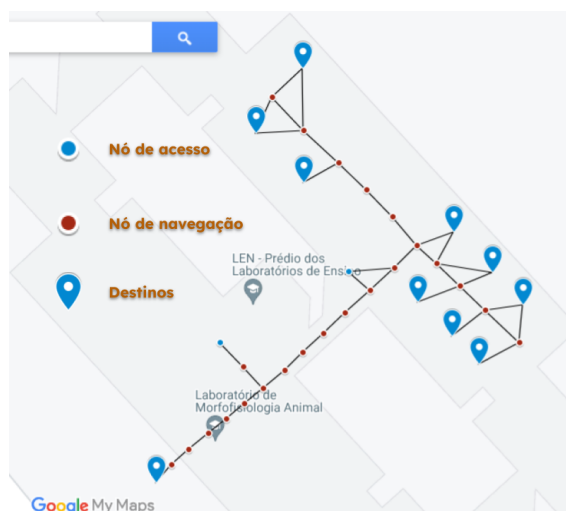 Nó de acesso
Nó de navegação
LEN - Prédio dos
Laboratórios de Ensino
Destinos
Laboratório de
Morfofisiologia Animal
Google My Maps